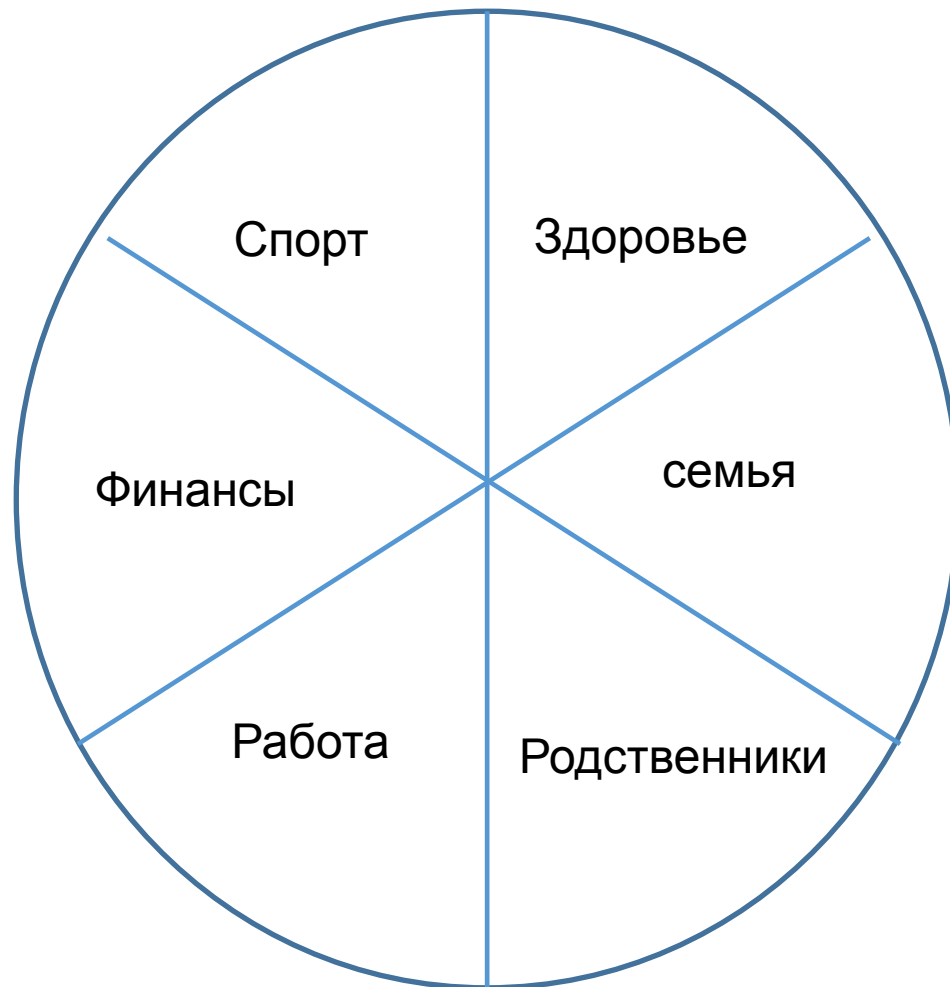 Спорт
Здоровье
Финансы
семья
Работа
Родственники